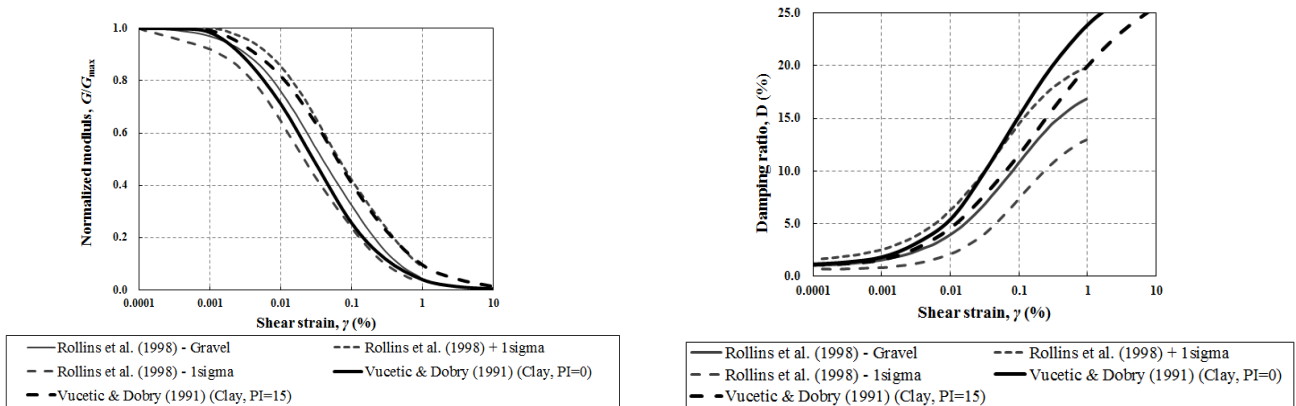 Normalized modluls, G/Gmax
1.0
0.8
0.6
0.4
0.2
0.0
0.0001 0.001 0.01 0.1 1 10
Shear strain, γ (%)
Rollins et al. (1998) - Gravel Rollins et al. (1998) + 1sigma
Rollins et al. (1998) - 1sigma Vucetic & Dobry (1991) (Clay, PI=0)
Vucetic & Dobry (1991) (Clay, PI=15)
Damping ratio, D (%)
25.0
20.0
15.0
10.0
5.0
0.0
0.0001 0.001 0.01 0.1 1 10
Shear strain, γ (%)
Rollins et al. (1998) - Gravel Rollins et al. (1998) + 1sigma
Rollins et al. (1998) - 1sigma Vucetic & Dobry (1991) (Clay, PI=0)
Vucetic & Dobry (1991) (Clay, PI=15)